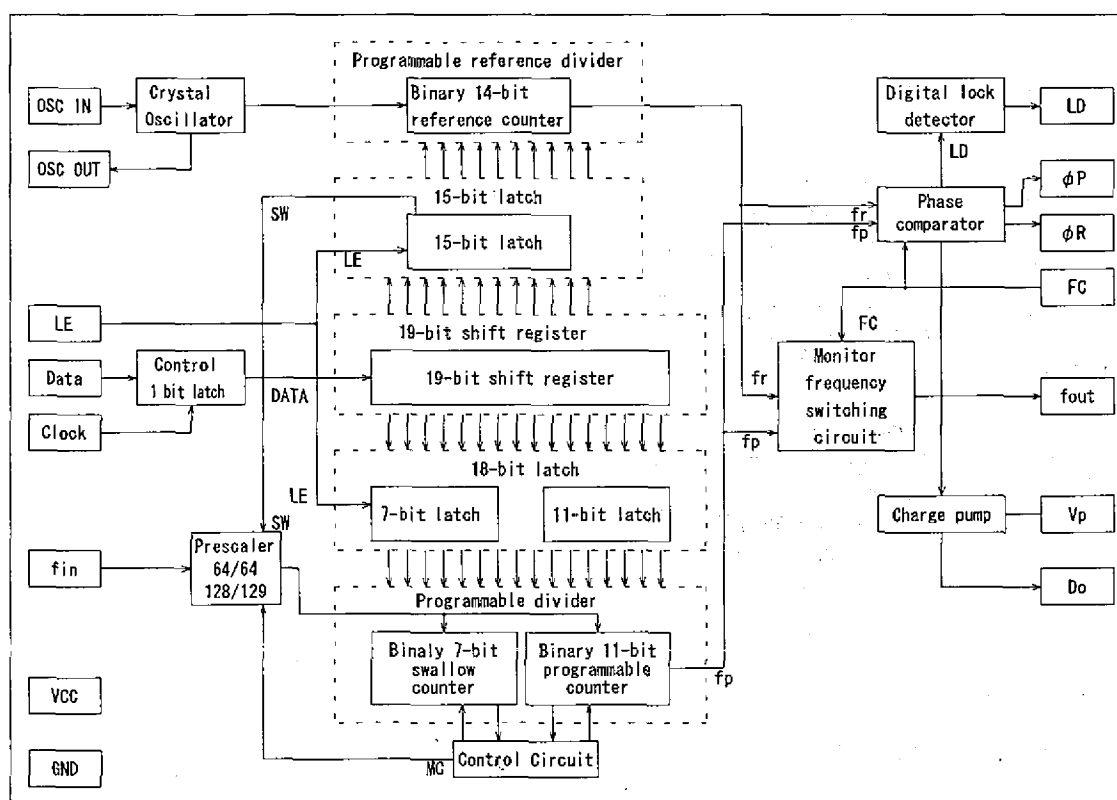 Programmable reference divider
OSC IN
Crystal
Oscillator
Binary 14-bit
reference counter
Digital lock
detector
LD
OSC OUT
LD
15-bit latch
SW
15-bit latch
LE
fr
fp
Phase
comparator
φP
φR
FC
LE
19-bit shift register
FC
Data
Control
1 bit latch
DATA
19-bit shift register
fr
Monitor
frequency
switching
circuit
fout
Clock
fp
18-bit latch
LE
7-bit latch
11-bit latch
Charge pump
Vp
SW
fin
Prescaler
64/64
128/129
Do
Programmable divider
Binaly 7-bit
swallow
counter
Binary 11-bit
programmable
counter
fp
VCC
GND
MC
Control Circuit